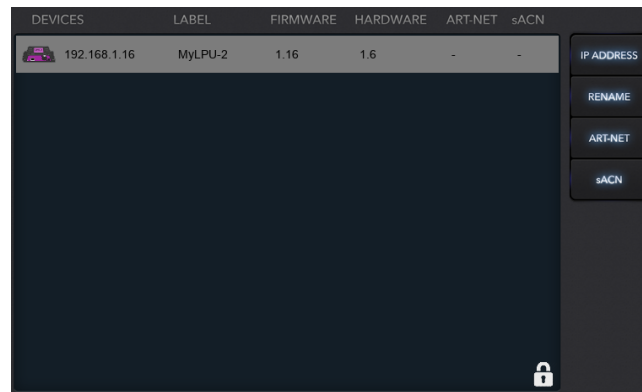 DEVICES LABEL FIRMWARE HARDWARE ART-NET sACN
192.168.1.16 MyLPU-2 1.16 1.6 - -
IP ADDRESS
RENAME
ART-NET
sACN